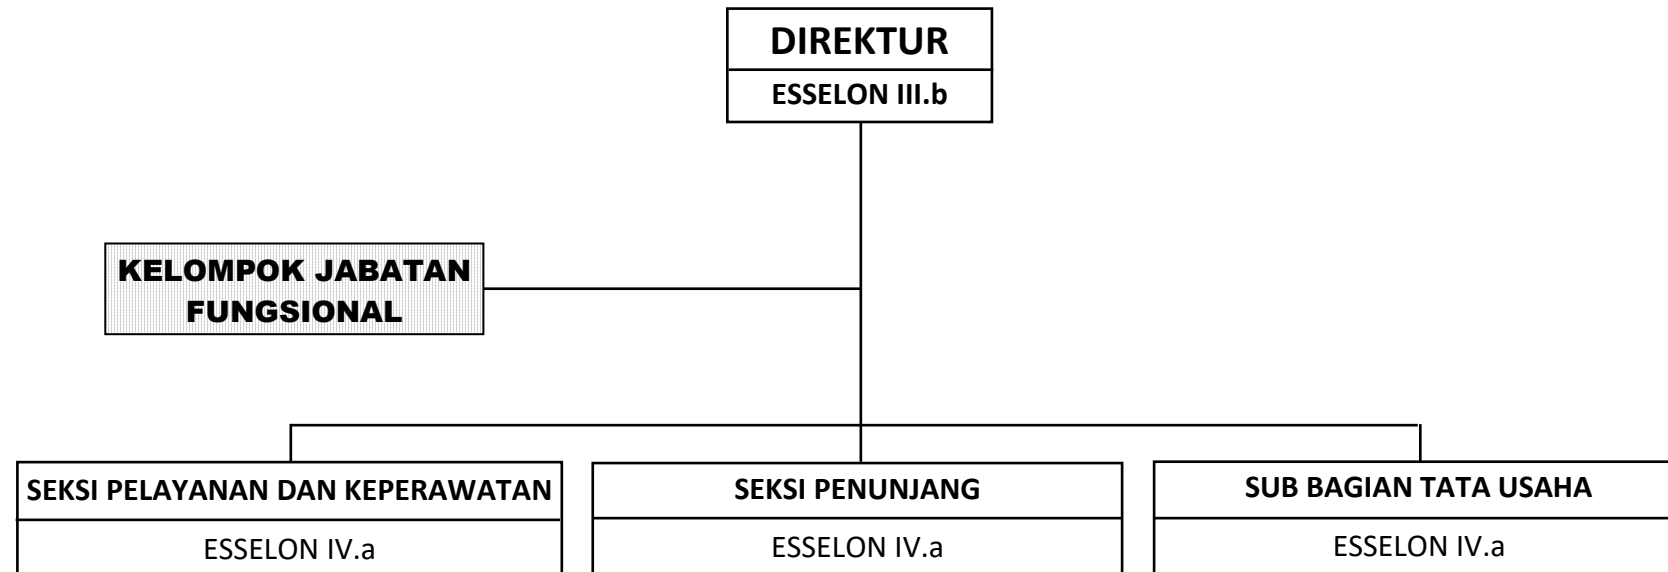 DIREKTUR
ESSELON III.b
KELOMPOK JABATAN
FUNGSIONAL
SEKSI PELAYANAN DAN KEPERAWATAN
ESSELON IV.a
SEKSI PENUNJANG
ESSELON IV.a
SUB BAGIAN TATA USAHA
ESSELON IV.a